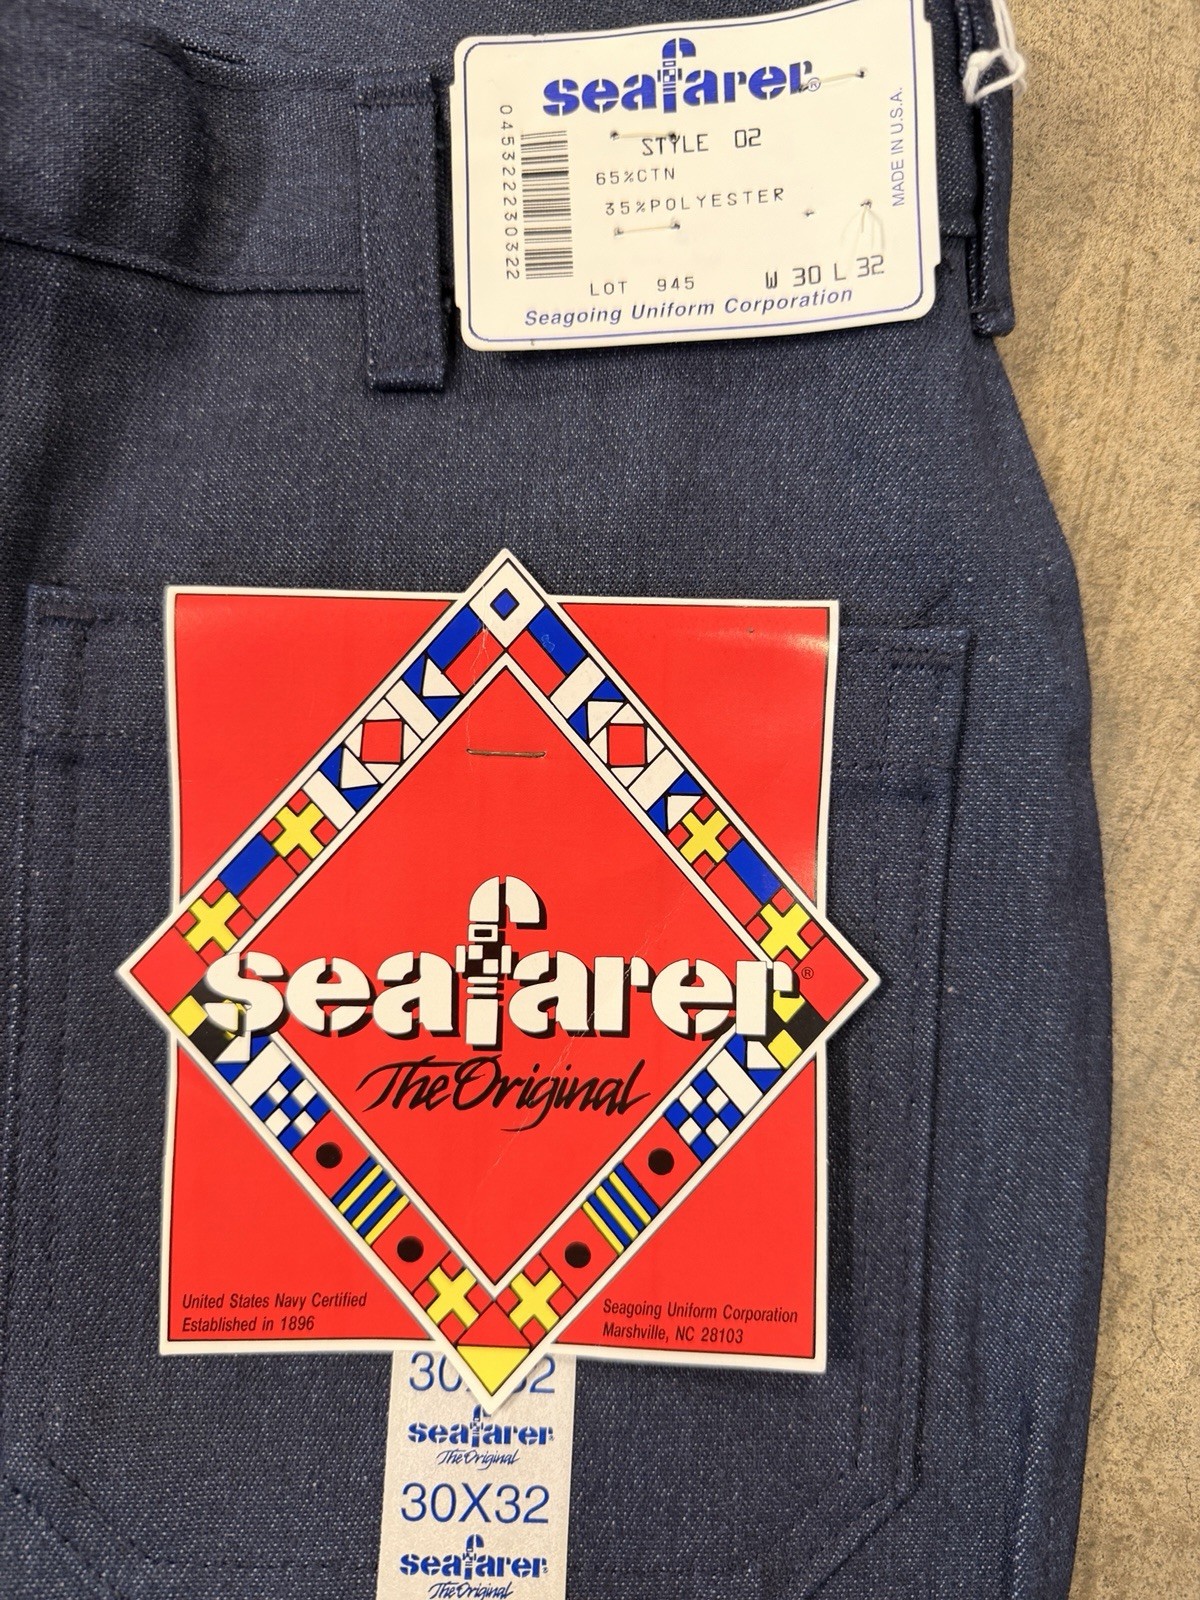 seafarer®
STYLE 02
65%CTN
35%POLYESTER
LOT 945 W 30 L 32
Seagoing Uniform Corporation
045322230322
MADE IN U.S.A.
seafarer®
The Original
United States Navy Certified
Established in 1896
Seagoing Uniform Corporation
Marshville, NC 28103
seafarer®
The Original
30X32
seafarer®
The Original